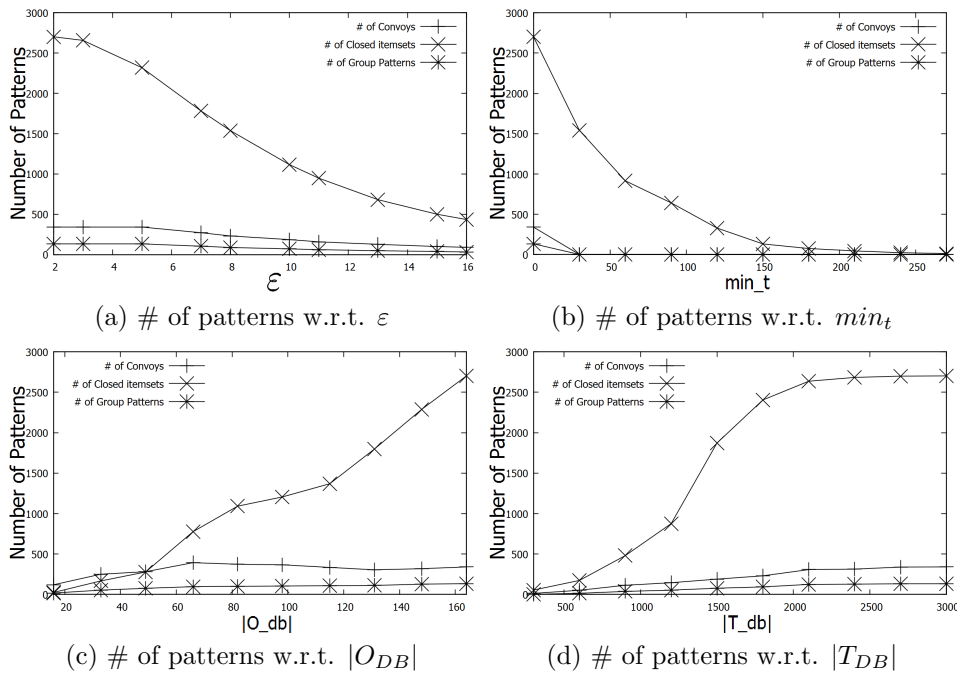 3000
2500
2000
1500
1000
500
0
Number of Patterns
# of Convoys
# of Closed itemsets
# of Group Patterns
2 4 6 8 10 12 14 16
ε
(a) # of patterns w.r.t. ε
3000
2500
2000
1500
1000
500
0
Number of Patterns
# of Convoys
# of Closed itemsets
# of Group Patterns
0 50 100 150 200 250
min_t
(b) # of patterns w.r.t. min_t
3000
2500
2000
1500
1000
500
0
Number of Patterns
# of Convoys
# of Closed itemsets
# of Group Patterns
20 40 60 80 100 120 140 160
|O_db|
(c) # of patterns w.r.t. |O_DB|
3000
2500
2000
1500
1000
500
0
Number of Patterns
# of Convoys
# of Closed itemsets
# of Group Patterns
500 1000 1500 2000 2500 3000
|T_db|
(d) # of patterns w.r.t. |T_DB|